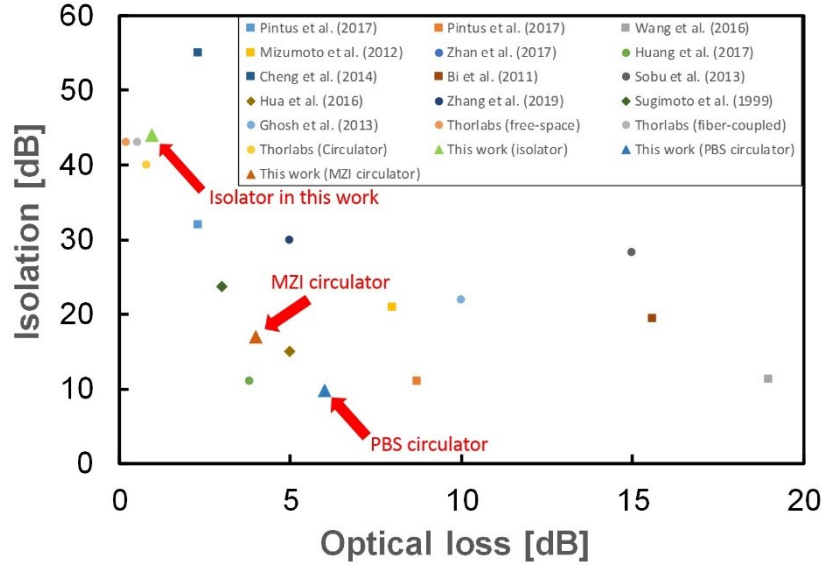 60
50
40
30
20
10
0
Isolation [dB]
Pintus et al. (2017) Pintus et al. (2017) Wang et al. (2016)
Mizumoto et al. (2012) Zhan et al. (2017) Huang et al. (2017)
Cheng et al. (2014) Bi et al. (2011) Sobu et al. (2013)
Hua et al. (2016) Zhang et al. (2019) Sugimoto et al. (1999)
Ghosh et al. (2013) Thorlabs (free-space) Thorlabs (fiber-coupled)
Thorlabs (Circulator) This work (isolator) This work (PBS circulator)
This work (MZI circulator)
Isolator in this work
MZI circulator
PBS circulator
0 5 10 15 20
Optical loss [dB]